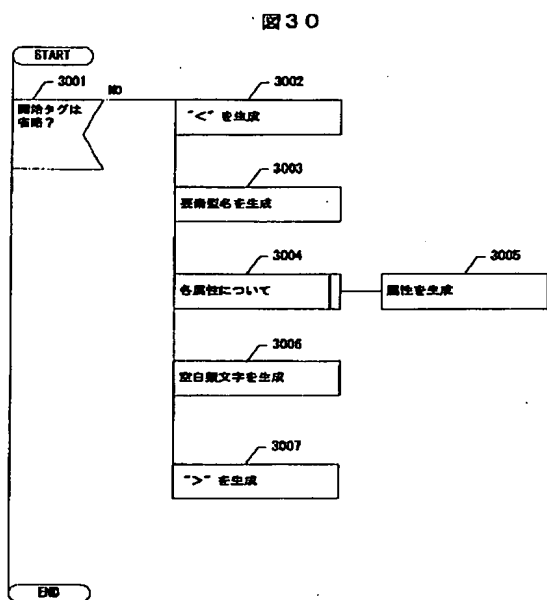 図30
START
3001
NO
開始タグは
省略?
3002
"<" を生成
3003
要素型名を生成
3004
各属性について
3005
属性を生成
3006
空白類文字を生成
3007
">" を生成
END